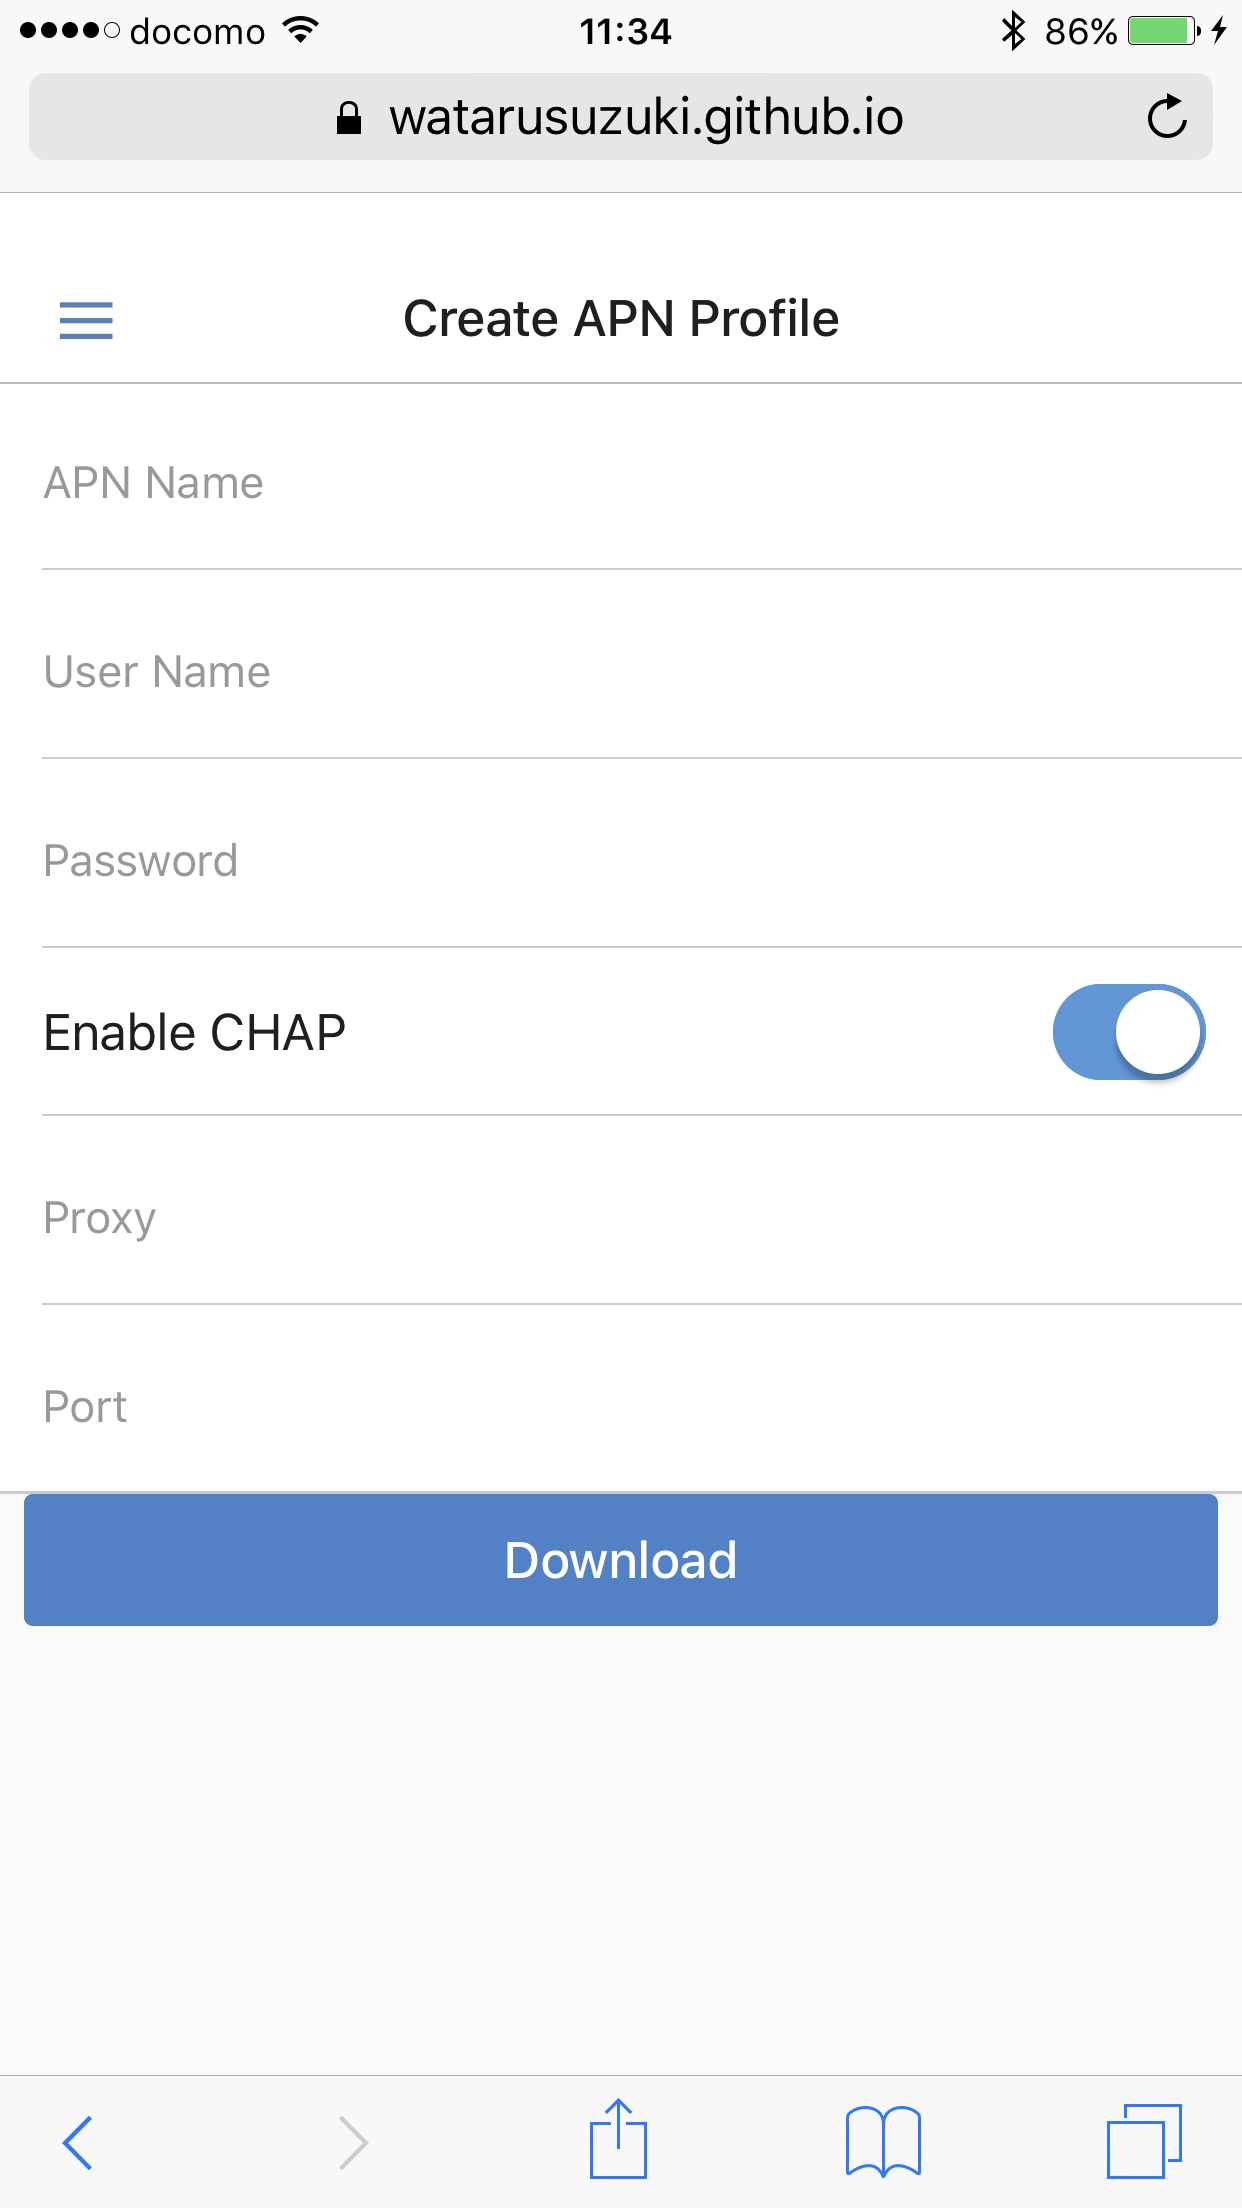 docomo 11:34 86%
watarusuzuki.github.io
Create APN Profile
APN Name
User Name
Password
Enable CHAP
Proxy
Port
Download